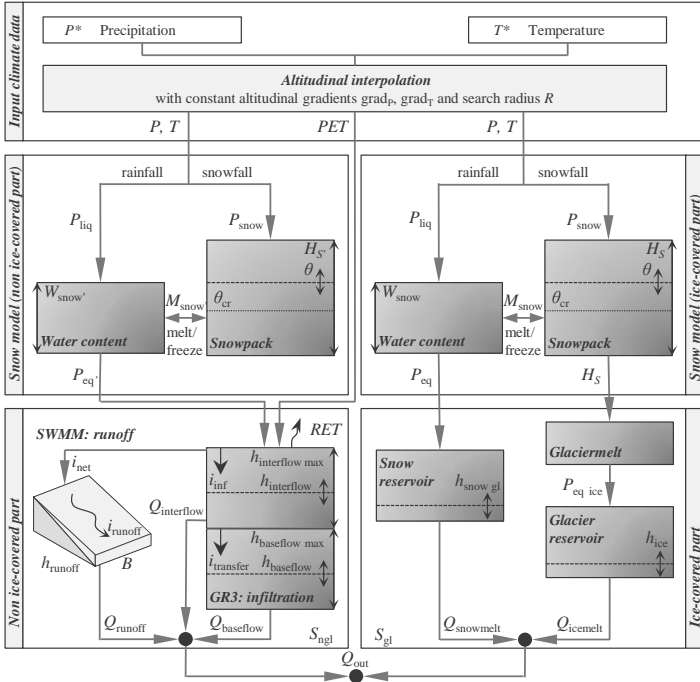 Input climate data
P* Precipitation
T* Temperature
Altitudinal interpolation
with constant altitudinal gradients grad_P, grad_T and search radius R
P, T
PET
P, T
Snow model (non ice-covered part)
rainfall
snowfall
P_liq
P_snow
H_S'
θ
W_snow'
θ_cr
M_snow'
melt/
freeze
Water content
Snowpack
P_eq'
Snow model (ice-covered part)
rainfall
snowfall
P_liq
P_snow
H_S
θ
W_snow
θ_cr
M_snow
melt/
freeze
Water content
Snowpack
P_eq
H_S
Non ice-covered part
SWMM: runoff
RET
i_net
h_interflow max
i_inf
h_interflow
Q_interflow
i_runoff
h_runoff
B
h_baseflow max
i_transfer
h_baseflow
GR3: infiltration
Q_runoff
Q_baseflow
S_ngl
Ice-covered part
Snow
reservoir
h_snow gl
Glaciermelt
P_eq ice
Glacier
reservoir
h_ice
Q_snowmelt
Q_icemelt
S_gl
Q_out